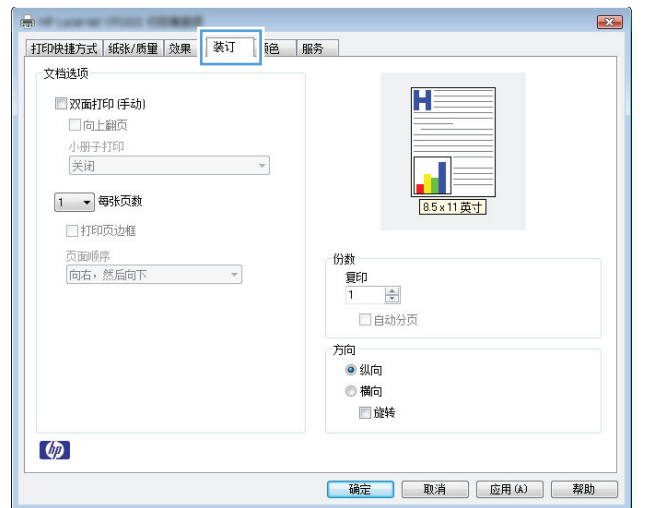 打印快捷方式 纸张/质量 效果 装订 颜色 服务
文档选项
双面打印 (手动)
向上翻页
小册子打印
关闭
1 每张页数
打印页边框
页面顺序
向右，然后向下
H
8.5 x 11 英寸
份数
复印
1
自动分页
方向
纵向
横向
旋转
hp
确定 取消 应用 (A) 帮助